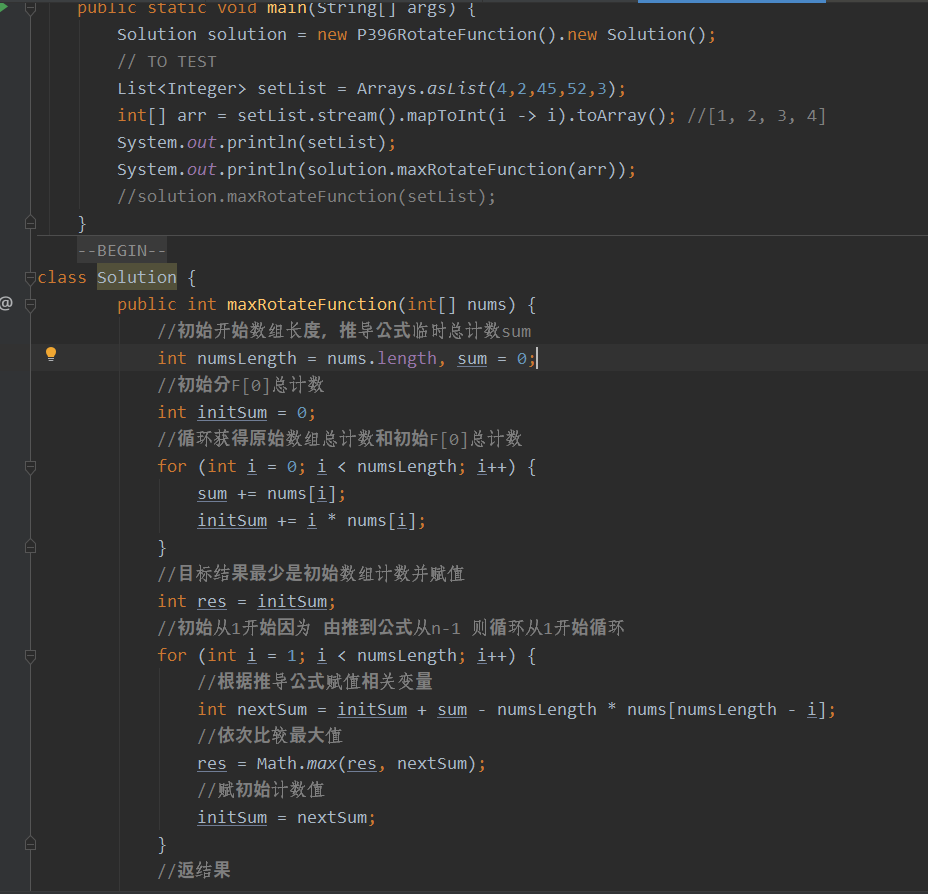 public static void main(String[] args) {
Solution solution = new P396RotateFunction().new Solution();
// TO TEST
List<Integer> setList = Arrays.asList(4,2,45,52,3);
int[] arr = setList.stream().mapToInt(i -> i).toArray(); //[1, 2, 3, 4]
System.out.println(setList);
System.out.println(solution.maxRotateFunction(arr));
//solution.maxRotateFunction(setList);
}
--BEGIN--
class Solution {
@ public int maxRotateFunction(int[] nums) {
//初始开始数组长度，推导公式临时总计数sum
int numsLength = nums.length, sum = 0;
//初始分F[0]总计数
int initSum = 0;
//循环获得原始数组总计数和初始F[0]总计数
for (int i = 0; i < numsLength; i++) {
sum += nums[i];
initSum += i * nums[i];
}
//目标结果最少是初始数组计数并赋值
int res = initSum;
//初始从1开始因为 由推到公式从n-1 则循环从1开始循环
for (int i = 1; i < numsLength; i++) {
//根据推导公式赋值相关变量
int nextSum = initSum + sum - numsLength * nums[numsLength - i];
//依次比较最大值
res = Math.max(res, nextSum);
//赋初始计数值
initSum = nextSum;
}
//返结果